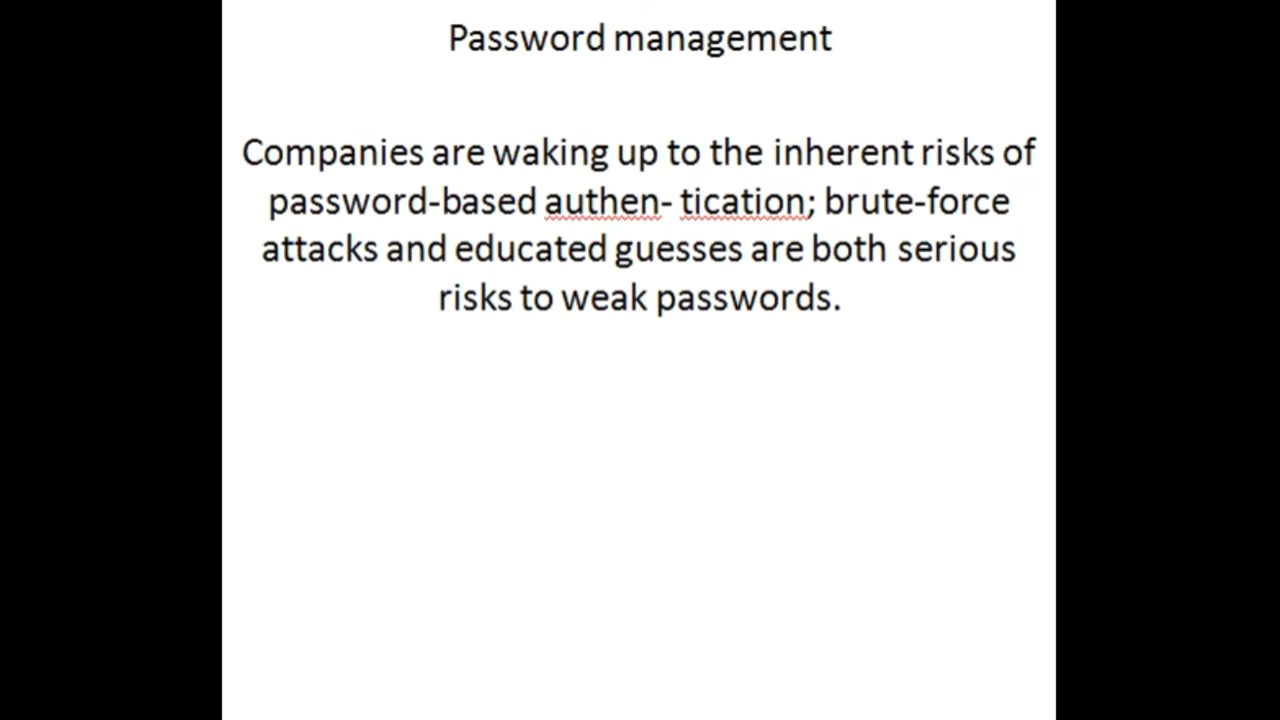 Password management
Companies are waking up to the inherent risks of
password-based authen- tication; brute-force
attacks and educated guesses are both serious
risks to weak passwords.